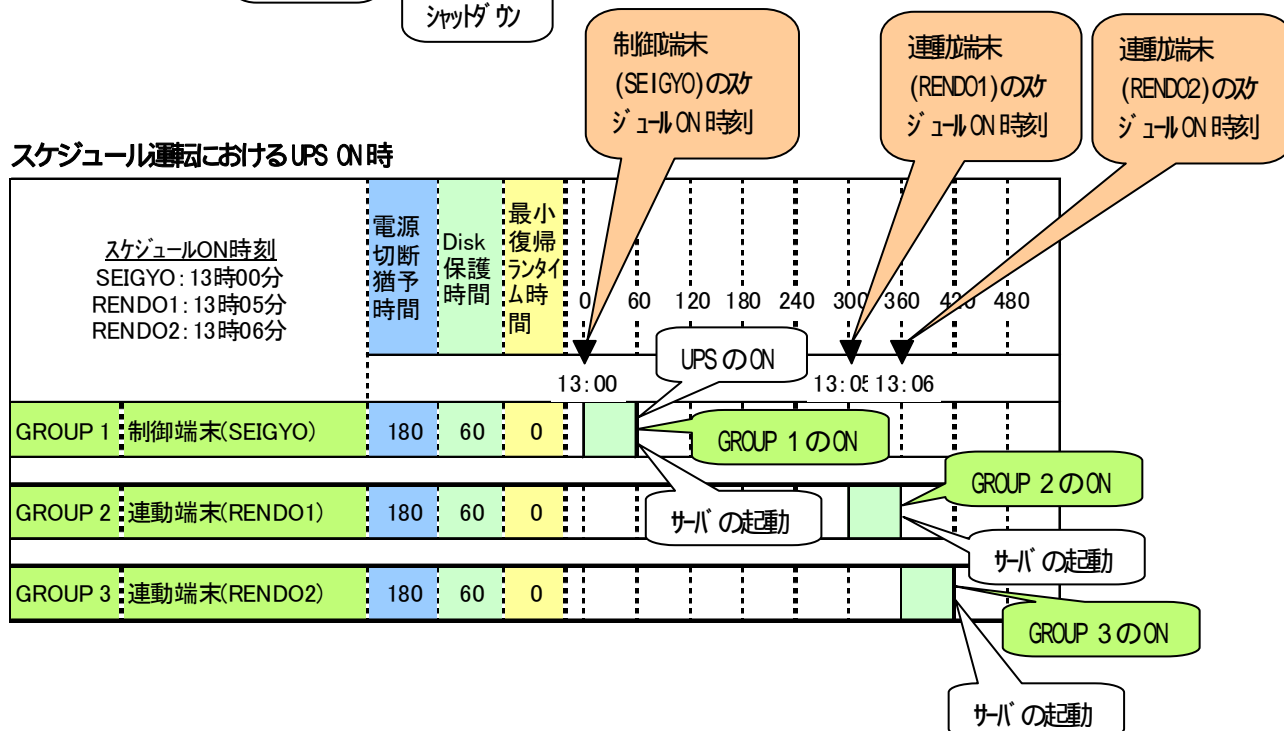 シャットダウン
制御端末
(SEIGYO)のスケ
ジュールON時刻
連動端末
(RENDO1)のスケ
ジュールON時刻
連動端末
(RENDO2)のスケ
ジュールON時刻
スケジュール運転におけるUPS ON時
スケジュールON時刻
SEIGYO:13時00分
RENDO1:13時05分
RENDO2:13時06分
電源
切断
猶予
時間
Disk
保護
時間
最小
復帰
ランタイ
ム時
間
0 60 120 180 240 300 360 420 480
13:00 13:05 13:06
UPSのON
GROUP 1 制御端末(SEIGYO) 180 60 0
GROUP 1のON
サーバの起動
GROUP 2 連動端末(RENDO1) 180 60 0
GROUP 2のON
サーバの起動
GROUP 3 連動端末(RENDO2) 180 60 0
GROUP 3のON
サーバの起動